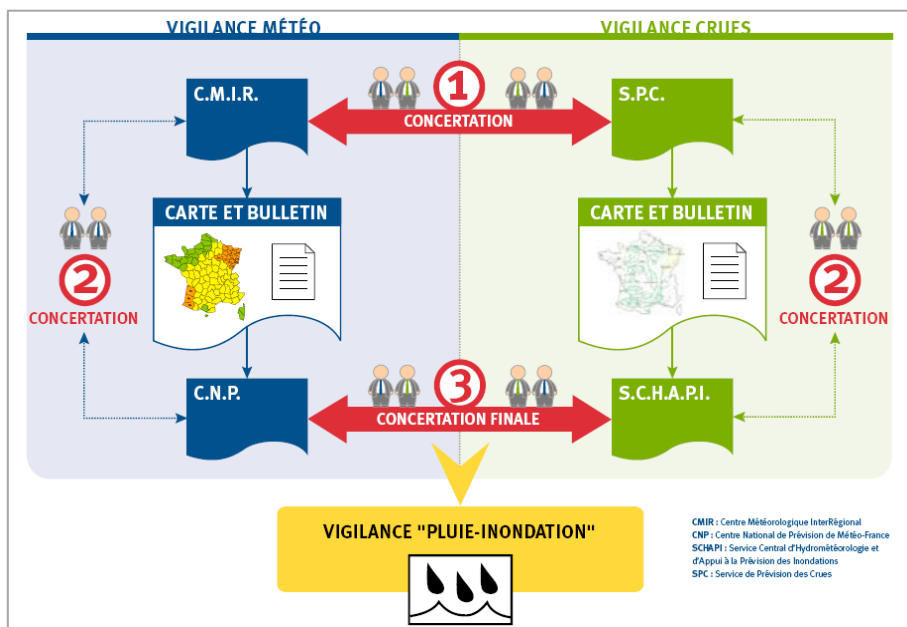 VIGILANCE MÉTÉO
VIGILANCE CRUES
C.M.I.R.
1
CONCERTATION
S.P.C.
CARTE ET BULLETIN
CARTE ET BULLETIN
2
CONCERTATION
2
CONCERTATION
C.N.P.
3
CONCERTATION FINALE
S.C.H.A.P.I.
VIGILANCE "PLUIE-INONDATION"
CMIR : Centre Météorologique InterRégional
CNP : Centre National de Prévision de Météo-France
SCHAPI : Service Central d'Hydrométeorologie et
d'Appui à la Prévision des Inondations
SPC : Service de Prévision des Crues